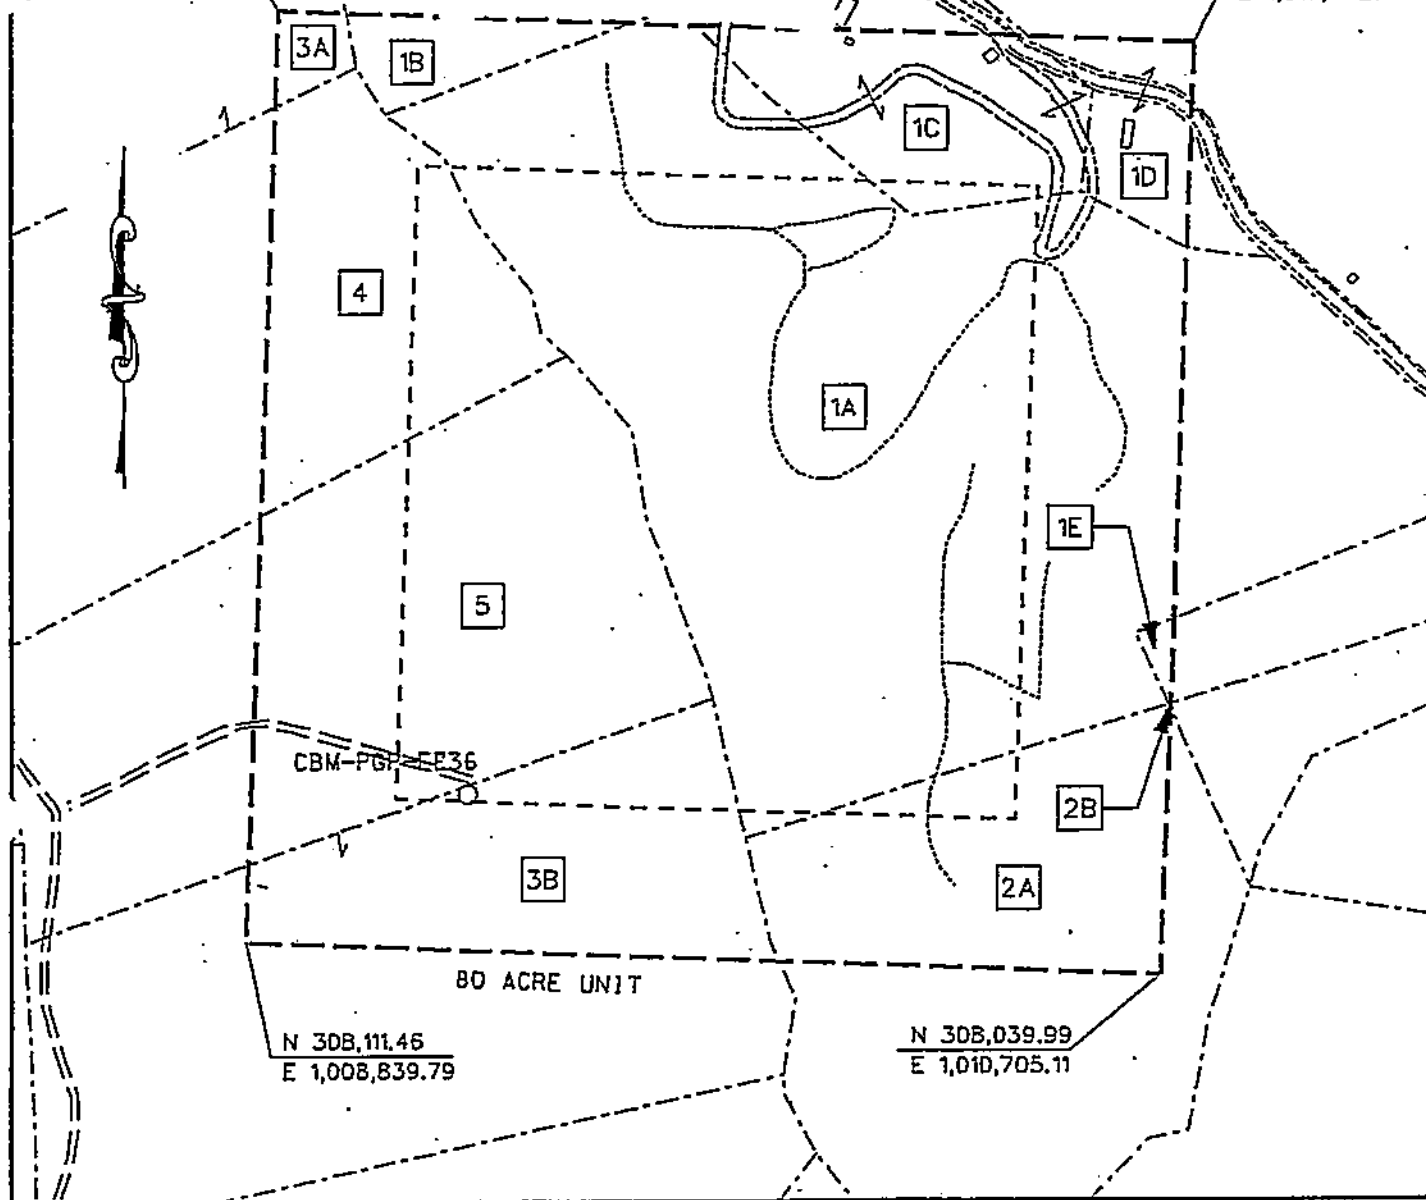 3A
1B
1C
1D
4
1A
1E
5
CBM-PGP-EE36
2B
3B
2A
80 ACRE UNIT
N 308,111.46
E 1,008,839.79
N 308,039.99
E 1,010,705.11